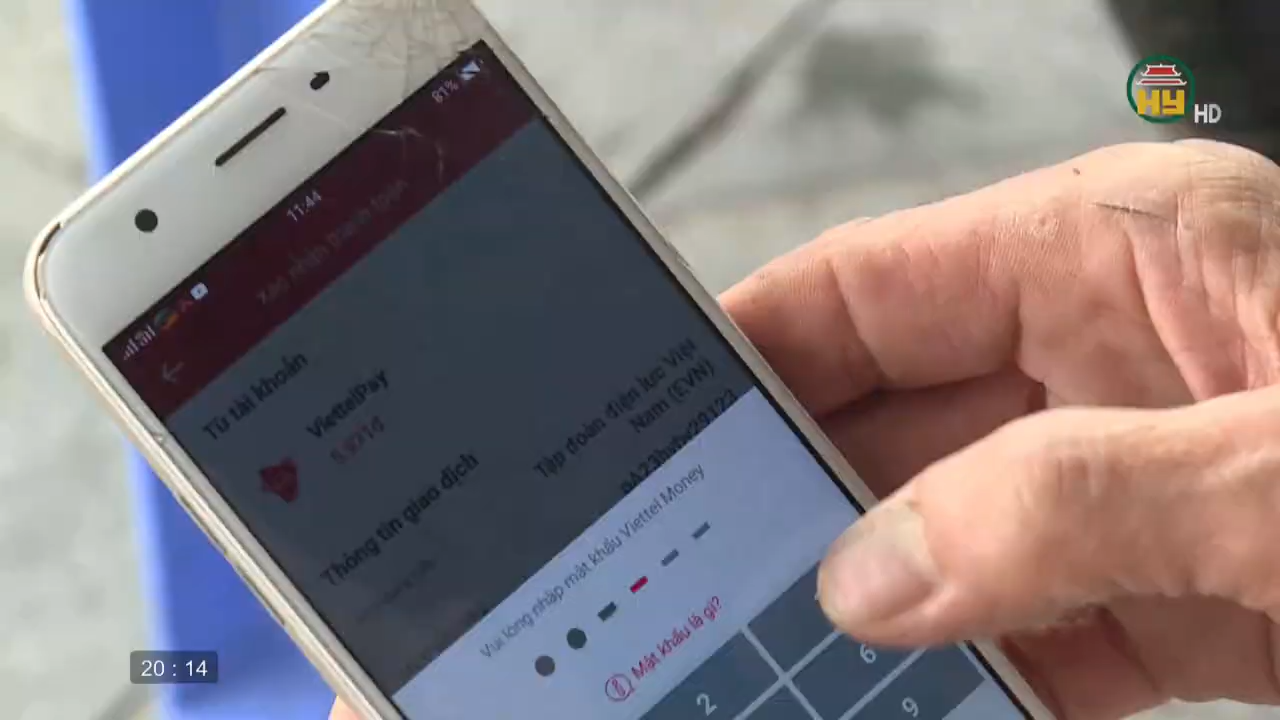 HY HD
81%
11:44
Từ tài khoản
ViettelPay
Thông tin giao dịch
Tập đoàn điện lực Việt
Nam (EVN)
Vui lòng nhập mật khẩu Viettel Money
Mật khẩu là gì?
2
6
9
20 : 14